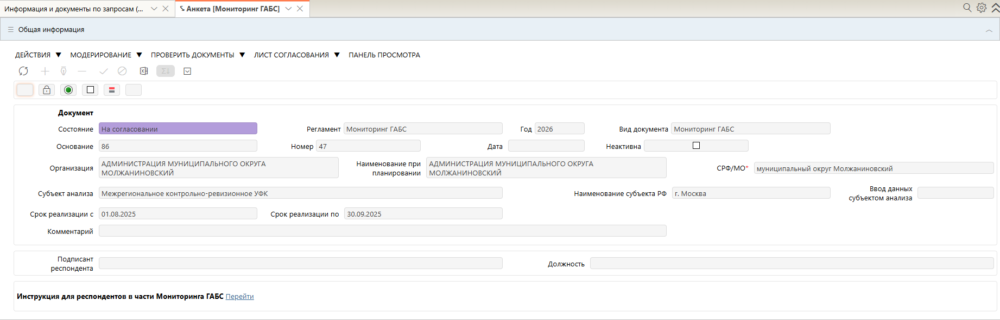 Информация и документы по запросам (...
Анкета [Мониторинг ГАБС]
Общая информация
ДЕЙСТВИЯ ▼ МОДЕРИРОВАНИЕ ▼ ПРОВЕРИТЬ ДОКУМЕНТЫ ▼ ЛИСТ СОГЛАСОВАНИЯ ▼ ПАНЕЛЬ ПРОСМОТРА
Документ
Состояние На согласовании Регламент Мониторинг ГАБС Год 2026 Вид документа Мониторинг ГАБС
Основание 86 Номер 47 Дата Неактивна
Организация АДМИНИСТРАЦИЯ МУНИЦИПАЛЬНОГО ОКРУГА
МОЛЖАНИНОВСКИЙ
Наименование при
планировании
АДМИНИСТРАЦИЯ МУНИЦИПАЛЬНОГО ОКРУГА
МОЛЖАНИНОВСКИЙ
СРФ/МО* муниципальный округ Молжаниновский
Субъект анализа Межрегиональное контрольно-ревизионное УФК Наименование субъекта РФ г. Москва
Ввод данных
субъектом анализа
Срок реализации с 01.08.2025 Срок реализации по 30.09.2025
Комментарий
Подписант
респондента
Должность
Инструкция для респондентов в части Мониторинга ГАБС Перейти